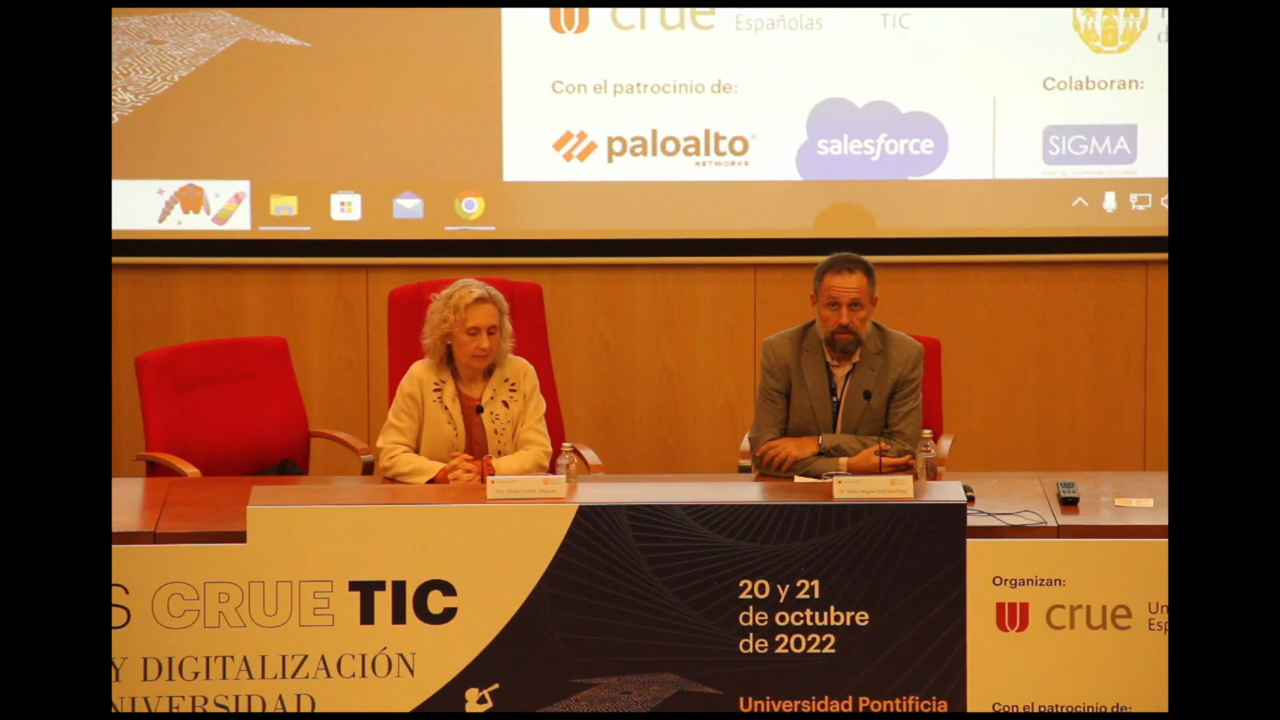 crue
Españolas
TIC
Con el patrocinio de:
Colaboran:
paloalto
NETWORKS
salesforce
SIGMA
S CRUE TIC
Y DIGITALIZACIÓN
NIVERSIDAD
20 y 21
de octubre
de 2022
Universidad Pontificia
Organizan:
crue
Con el patrocinio de: